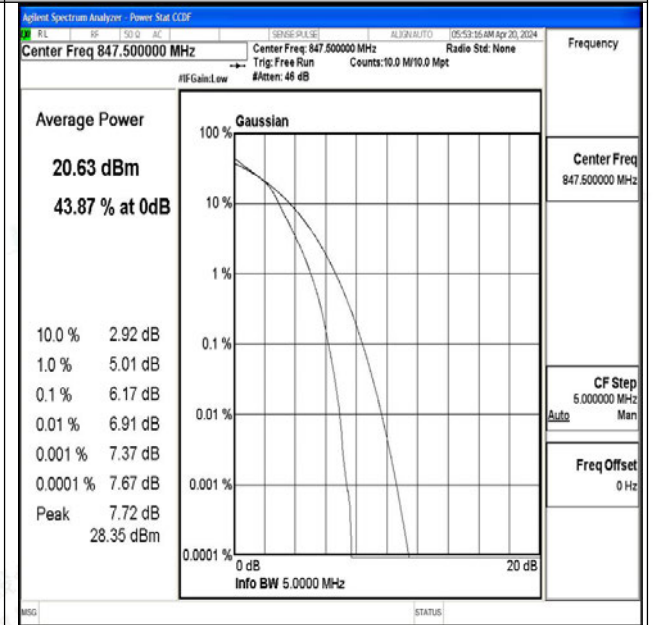 Agilent Spectrum Analyzer - Power Stat CCDF
RL RF 50 Ω AC SENSE:PULSE ALIGN AUTO 05:53:16 AM Apr 20, 2024
Center Freq 847.500000 MHz
Center Freq: 847.500000 MHz Radio Std: None
Trig: Free Run Counts:10.0 M/10.0 Mpt
#IFGain:Low #Atten: 46 dB
Frequency
Average Power
20.63 dBm
43.87 % at 0dB
10.0 % 2.92 dB
1.0 % 5.01 dB
0.1 % 6.17 dB
0.01 % 6.91 dB
0.001 % 7.37 dB
0.0001 % 7.67 dB
Peak 7.72 dB
28.35 dBm
Gaussian
100 %
10 %
1 %
0.1 %
0.01 %
0.001 %
0.0001 %
0 dB 20 dB
Info BW 5.0000 MHz
Center Freq
847.500000 MHz
CF Step
5.000000 MHz
Auto Man
Freq Offset
0 Hz
MSG STATUS